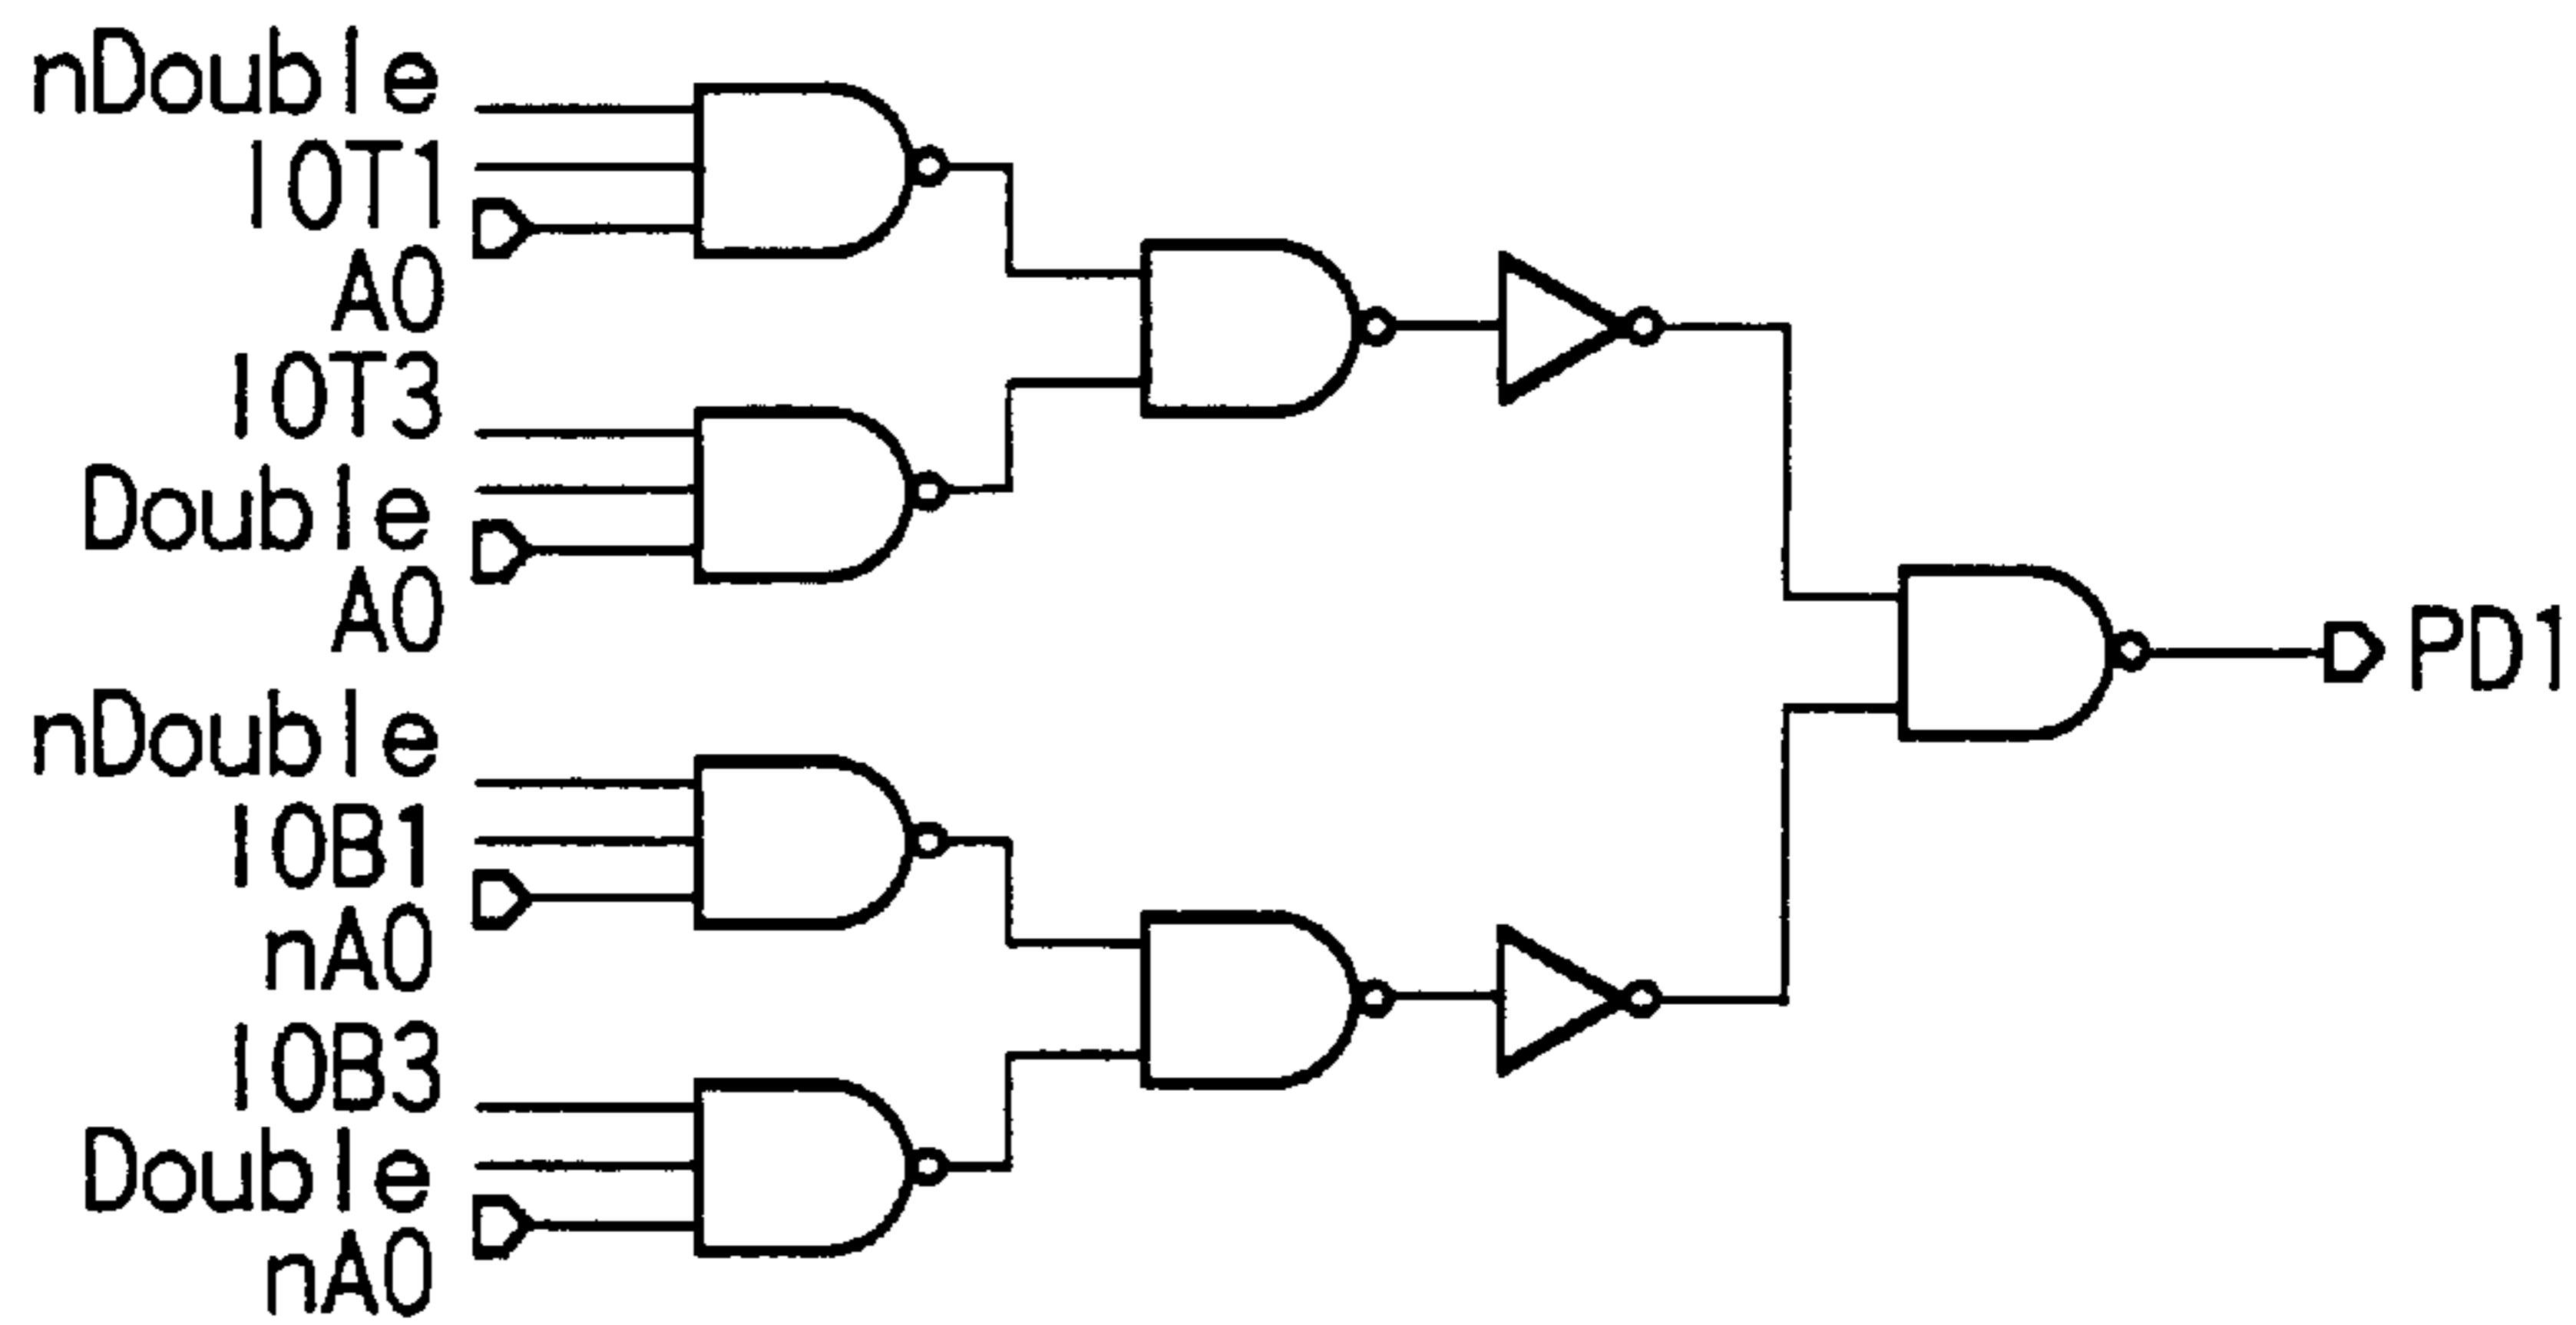 nDouble
IOT1
A0
IOT3
Double
A0
PD1
nDouble
IOB1
nA0
IOB3
Double
nA0